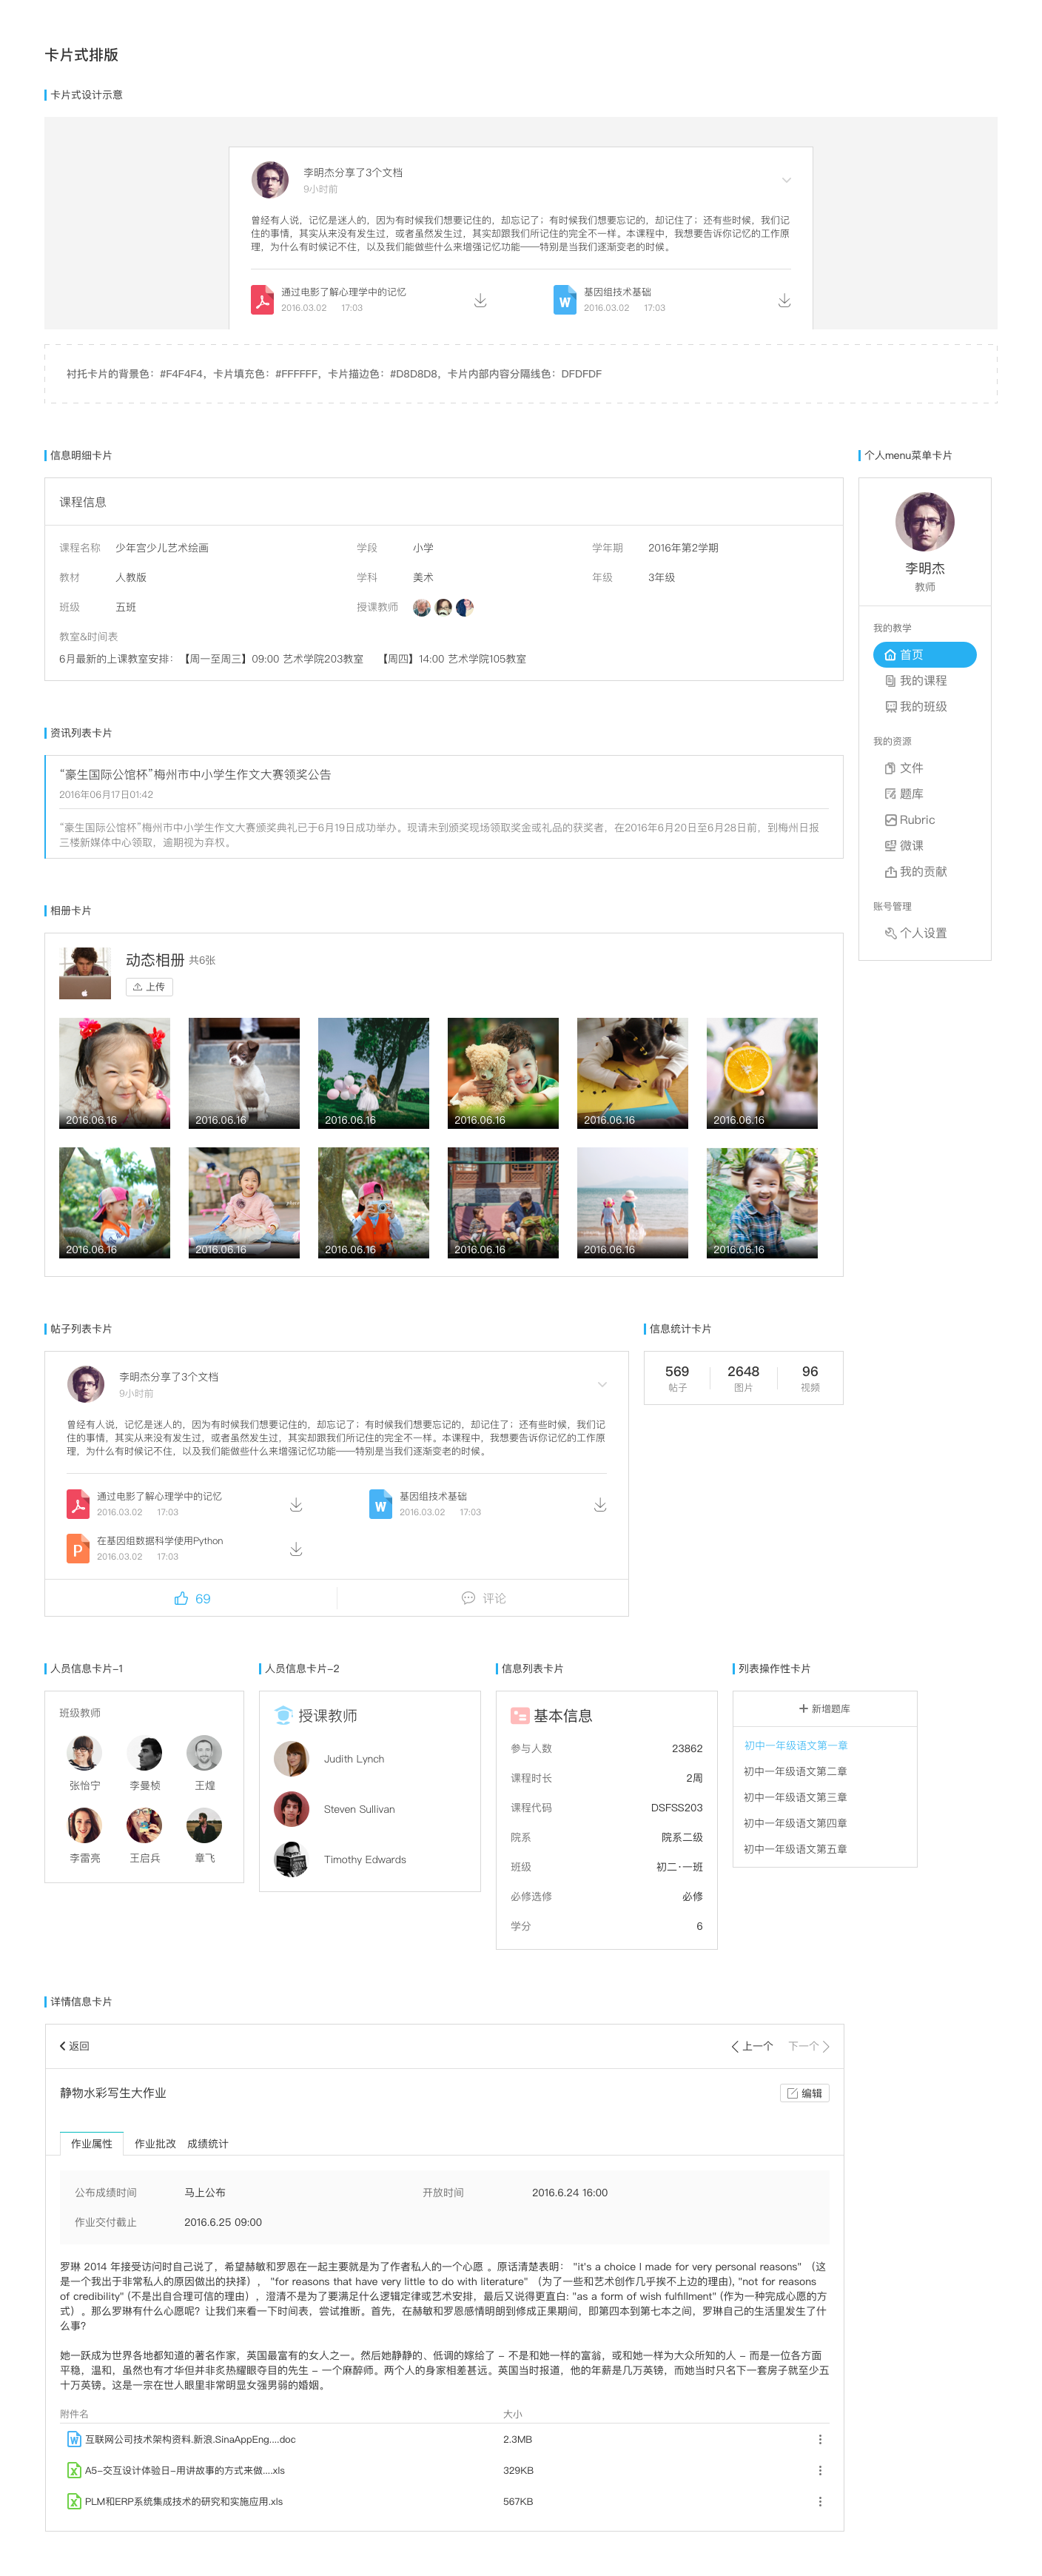 卡片式排版
卡片式设计示意
李明杰分享了3个文档
9小时前
曾经有人说，记忆是迷人的，因为有时候我们想要记住的，却忘记了；有时候我们想要忘记的，却记住了；还有些时候，我们记
住的事情，其实从来没有发生过，或者虽然发生过，其实却跟我们所记住的完全不一样。本课程中，我想要告诉你记忆的工作原
理，为什么有时候记不住，以及我们能做些什么来增强记忆功能——特别是当我们逐渐变老的时候。
通过电影了解心理学中的记忆
2016.03.02 17:03
W
基因组技术基础
2016.03.02 17:03
衬托卡片的背景色：#F4F4F4，卡片填充色：#FFFFFF，卡片描边色：#D8D8D8，卡片内部内容分隔线色：DFDFDF
信息明细卡片
课程信息
课程名称 少年宫少儿艺术绘画 学段 小学 学年期 2016年第2学期
教材 人教版 学科 美术 年级 3年级
班级 五班 授课教师
教室&时间表
6月最新的上课教室安排：【周一至周三】09:00 艺术学院203教室 【周四】14:00 艺术学院105教室
个人menu菜单卡片
李明杰
教师
我的教学
首页
我的课程
我的班级
我的资源
文件
题库
Rubric
微课
我的贡献
账号管理
个人设置
资讯列表卡片
“豪生国际公馆杯”梅州市中小学生作文大赛领奖公告
2016年06月17日01:42
“豪生国际公馆杯”梅州市中小学生作文大赛颁奖典礼已于6月19日成功举办。现请未到颁奖现场领取奖金或礼品的获奖者，在2016年6月20日至6月28日前，到梅州日报
三楼新媒体中心领取，逾期视为弃权。
相册卡片
动态相册 共6张
上传
2016.06.16 2016.06.16 2016.06.16 2016.06.16 2016.06.16 2016.06.16
2016.06.16 2016.06.16 2016.06.16 2016.06.16 2016.06.16 2016.06.16
帖子列表卡片
李明杰分享了3个文档
9小时前
曾经有人说，记忆是迷人的，因为有时候我们想要记住的，却忘记了；有时候我们想要忘记的，却记住了；还有些时候，我们记
住的事情，其实从来没有发生过，或者虽然发生过，其实却跟我们所记住的完全不一样。本课程中，我想要告诉你记忆的工作原
理，为什么有时候记不住，以及我们能做些什么来增强记忆功能——特别是当我们逐渐变老的时候。
通过电影了解心理学中的记忆
2016.03.02 17:03
W
基因组技术基础
2016.03.02 17:03
P
在基因组数据科学使用Python
2016.03.02 17:03
69 评论
信息统计卡片
569 2648 96
帖子 图片 视频
人员信息卡片-1
班级教师
张怡宁 李曼桢 王煌
李雷亮 王启兵 章飞
人员信息卡片-2
授课教师
Judith Lynch
Steven Sullivan
Timothy Edwards
信息列表卡片
基本信息
参与人数 23862
课程时长 2周
课程代码 DSFSS203
院系 院系二级
班级 初二·一班
必修选修 必修
学分 6
列表操作性卡片
新增题库
初中一年级语文第一章
初中一年级语文第二章
初中一年级语文第三章
初中一年级语文第四章
初中一年级语文第五章
详情信息卡片
返回 上一个 下一个
静物水彩写生大作业 编辑
作业属性 作业批改 成绩统计
公布成绩时间 马上公布 开放时间 2016.6.24 16:00
作业交付截止 2016.6.25 09:00
罗琳 2014 年接受访问时自己说了，希望赫敏和罗恩在一起主要就是为了作者私人的一个心愿 。原话清楚表明： "it's a choice I made for very personal reasons" （这
是一个我出于非常私人的原因做出的抉择）， "for reasons that have very little to do with literature" （为了一些和艺术创作几乎挨不上边的理由), "not for reasons
of credibility" (不是出自合理可信的理由），澄清不是为了要满足什么逻辑定律或艺术安排，最后又说得更直白: "as a form of wish fulfillment" (作为一种完成心愿的方
式）。那么罗琳有什么心愿呢？让我们来看一下时间表，尝试推断。首先，在赫敏和罗恩感情明朗到修成正果期间，即第四本到第七本之间，罗琳自己的生活里发生了什
么事?
她一跃成为世界各地都知道的著名作家，英国最富有的女人之一。然后她静静的、低调的嫁给了 - 不是和她一样的富翁，或和她一样为大众所知的人 - 而是一位各方面
平稳，温和，虽然也有才华但并非炙热耀眼夺目的先生 - 一个麻醉师。两个人的身家相差甚远。英国当时报道，他的年薪是几万英镑，而她当时只名下一套房子就至少五
十万英镑。这是一宗在世人眼里非常明显女强男弱的婚姻。
附件名 大小
互联网公司技术架构资料.新浪.SinaAppEng....doc 2.3MB
A5-交互设计体验日-用讲故事的方式来做....xls 329KB
PLM和ERP系统集成技术的研究和实施应用.xls 567KB